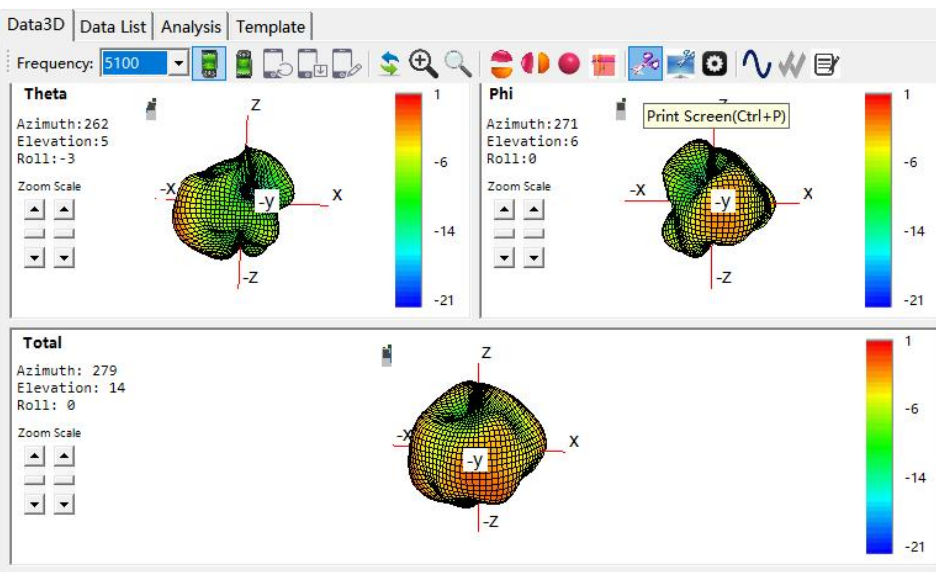 Data3D Data List Analysis Template
Frequency: 5100
Theta
Azimuth:262
Elevation:5
Roll:-3
Zoom Scale
Z
-X
-y
X
-Z
1
-6
-14
-21
Phi
Azimuth:271
Elevation:6
Roll:0
Zoom Scale
Print Screen(Ctrl+P)
-X
-y
X
-Z
1
-6
-14
-21
Total
Azimuth: 279
Elevation: 14
Roll: 0
Zoom Scale
Z
-X
-y
X
-Z
1
-6
-14
-21